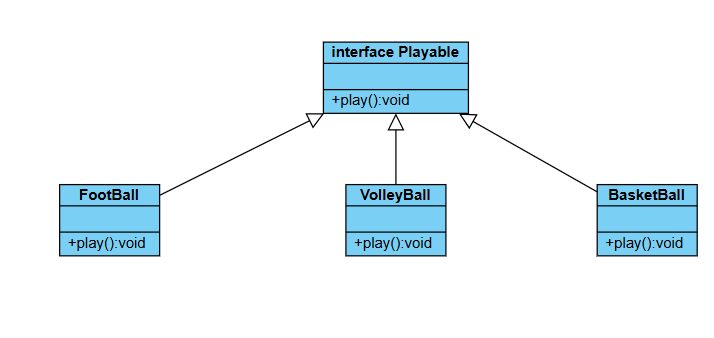 interface Playable
+play():void
FootBall
+play():void
VolleyBall
+play():void
BasketBall
+play():void